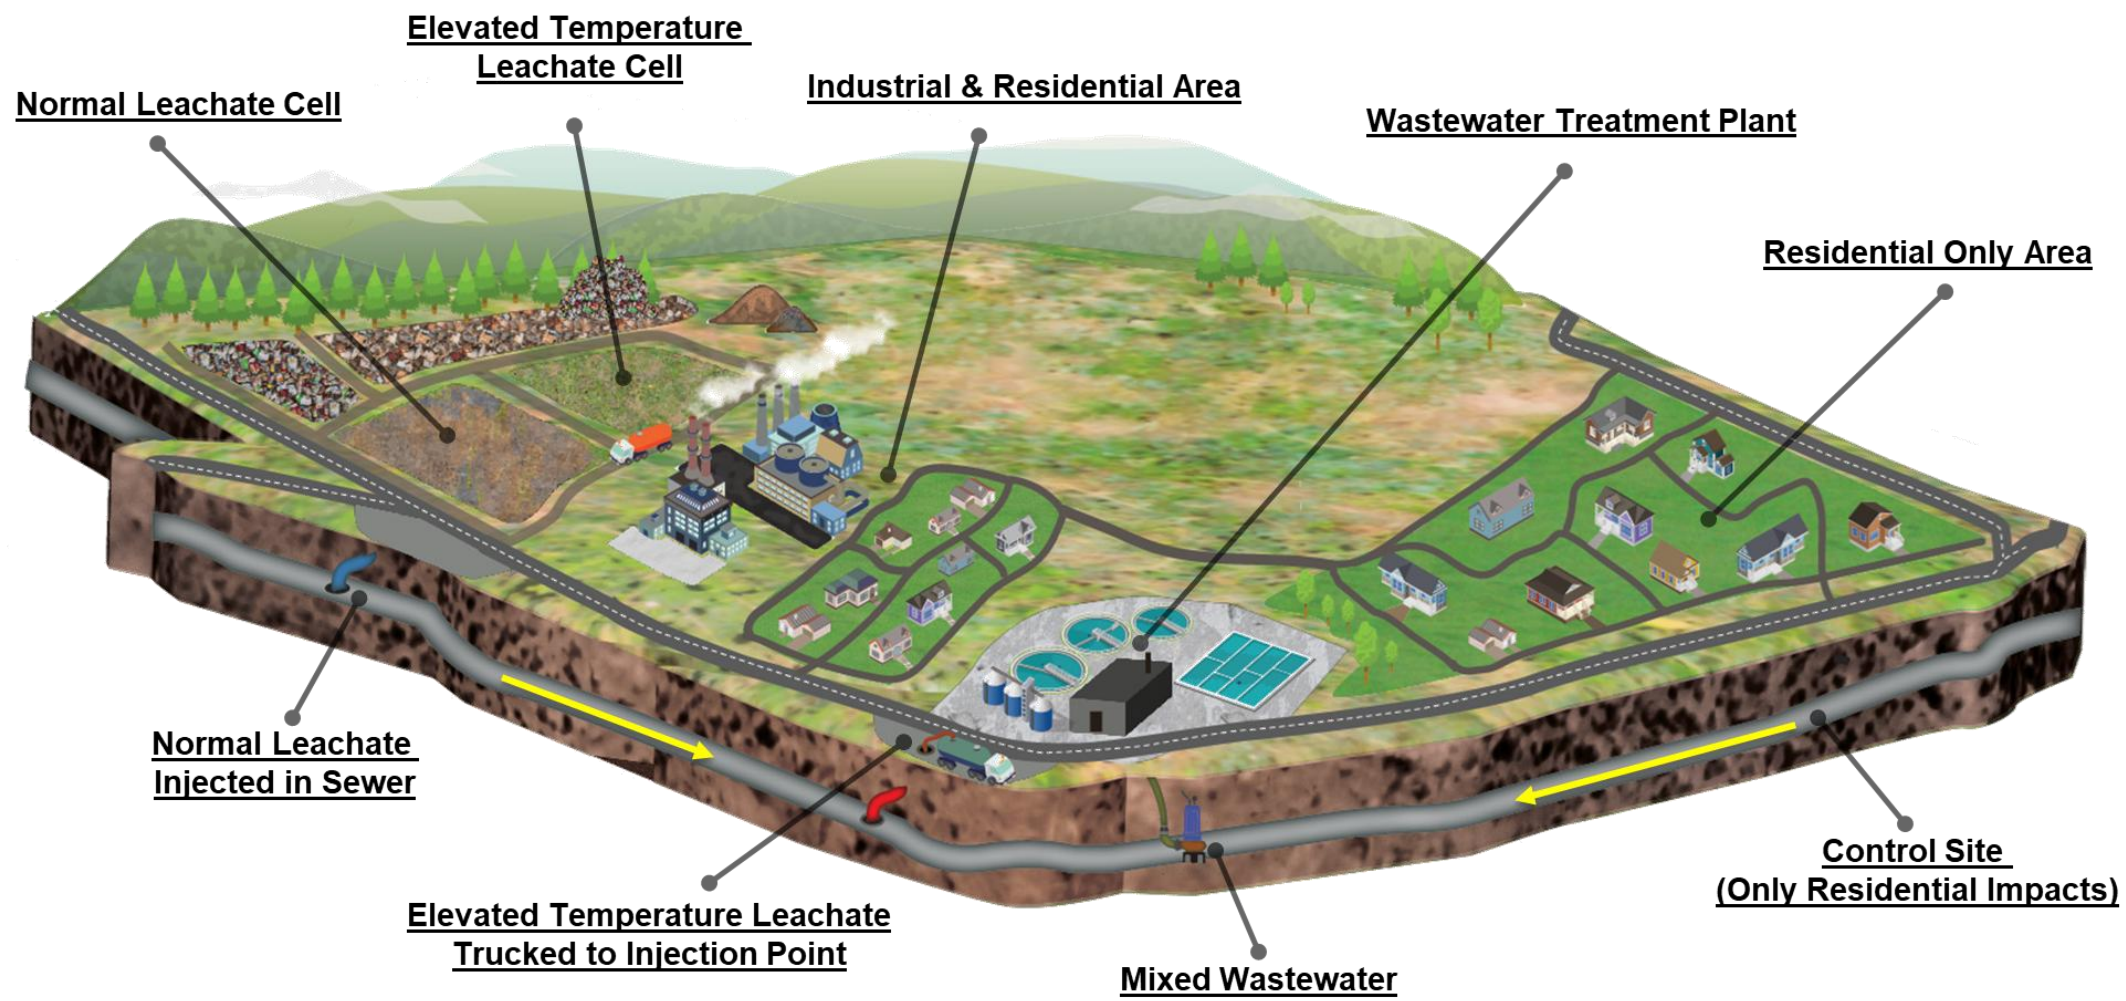 Elevated Temperature
Leachate Cell
Normal Leachate Cell
Industrial & Residential Area
Wastewater Treatment Plant
Residential Only Area
Normal Leachate
Injected in Sewer
Elevated Temperature Leachate
Trucked to Injection Point
Mixed Wastewater
Control Site
(Only Residential Impacts)